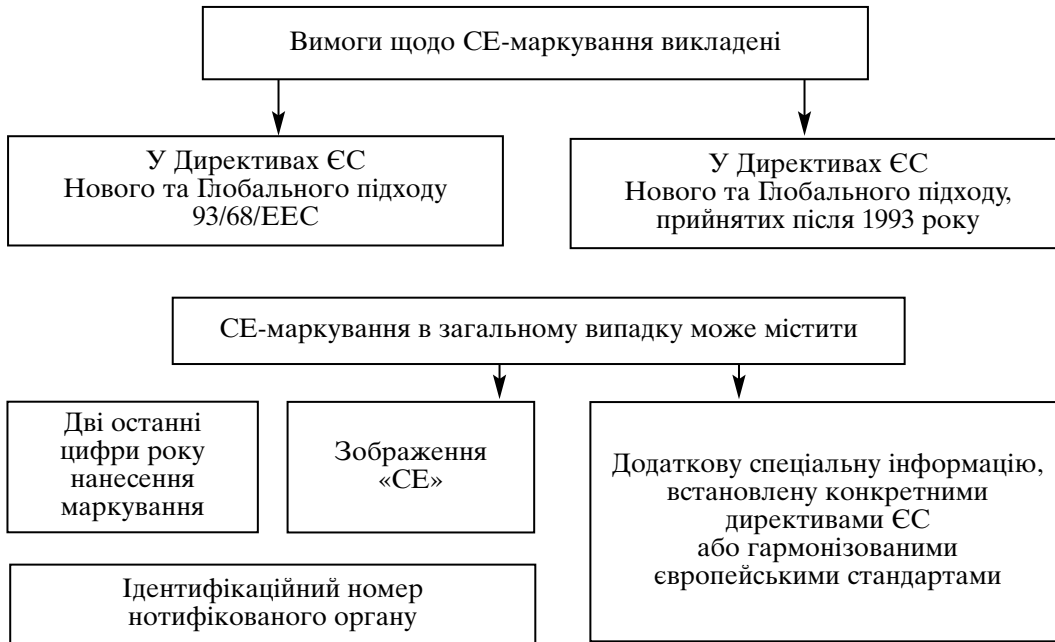 Вимоги щодо СЕ-маркування викладені
У Директивах ЄС
Нового та Глобального підходу
93/68/ЕЕС
У Директивах ЄС
Нового та Глобального підходу,
прийнятих після 1993 року
СЕ-маркування в загальному випадку може містити
Дві останні
цифри року
нанесення
маркування
Зображення
«СЕ»
Додаткову спеціальну інформацію,
встановлену конкретними
директивами ЄС
або гармонізованими
європейськими стандартами
Ідентифікаційний номер
нотифікованого органу